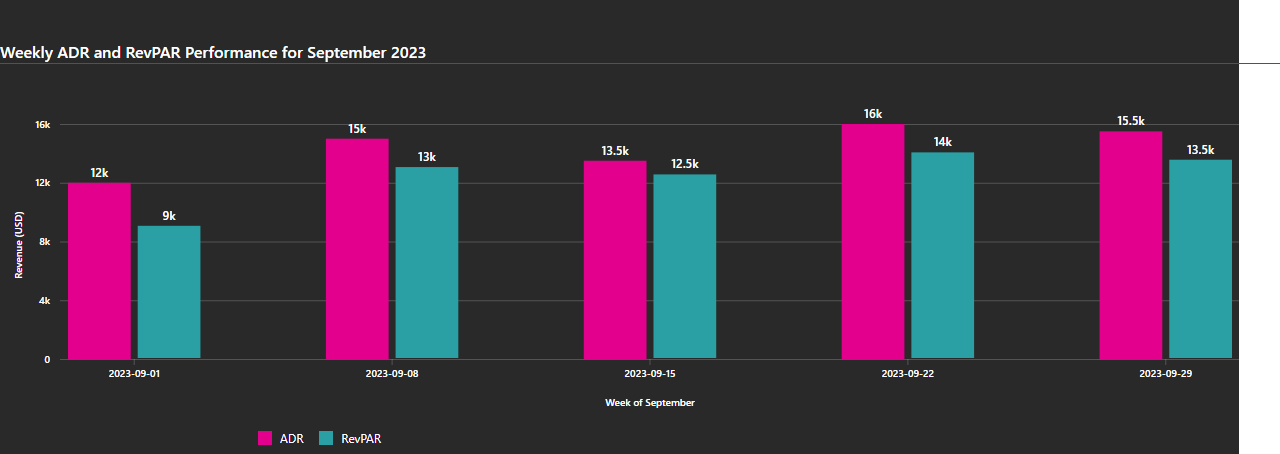 Weekly ADR and RevPAR Performance for September 2023
16k
12k
8k
4k
0
Revenue (USD)
12k
9k
15k
13k
13.5k
12.5k
16k
14k
15.5k
13.5k
2023-09-01
2023-09-08
2023-09-15
2023-09-22
2023-09-29
Week of September
ADR
RevPAR